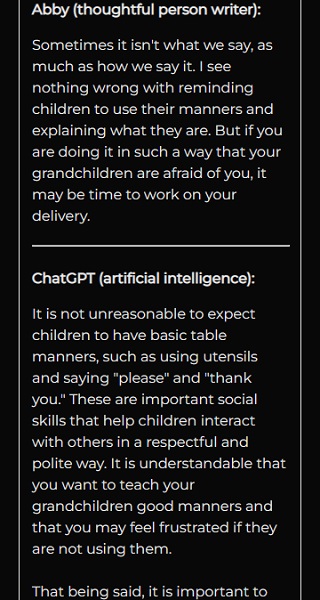 Abby (thoughtful person writer):
Sometimes it isn't what we say, as
much as how we say it. I see
nothing wrong with reminding
children to use their manners and
explaining what they are. But if you
are doing it in such a way that your
grandchildren are afraid of you, it
may be time to work on your
delivery.
ChatGPT (artificial intelligence):
It is not unreasonable to expect
children to have basic table
manners, such as using utensils
and saying "please" and "thank
you." These are important social
skills that help children interact
with others in a respectful and
polite way. It is understandable that
you want to teach your
grandchildren good manners and
that you may feel frustrated if they
are not using them.
That being said, it is important to